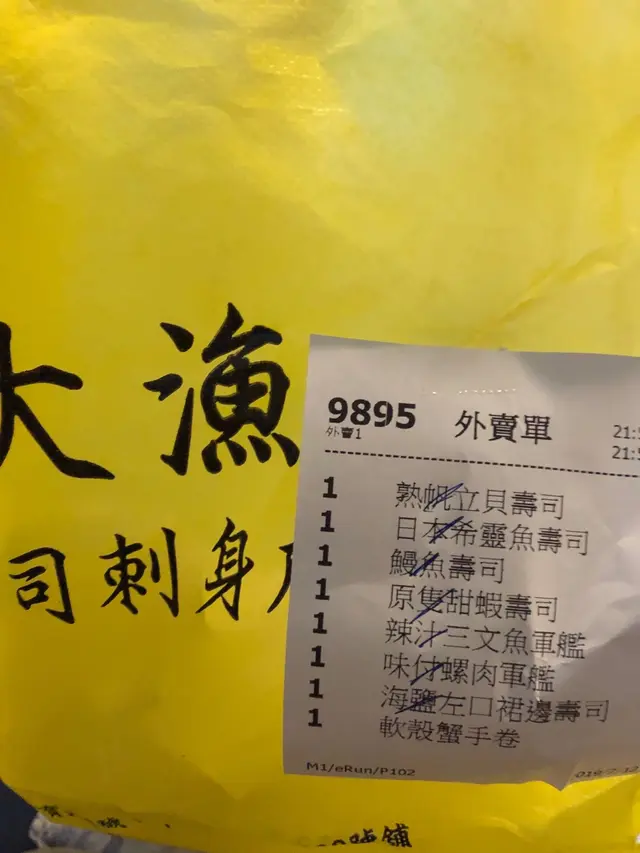 大漁
司刺身
9895 外賣單
外賣1
21:5
21:5
1 熟帆立貝壽司
1 日本希靈魚壽司
1 鰻魚壽司
1 原隻甜蝦壽司
1 辣汁三文魚軍艦
1 味付螺肉軍艦
1 海鹽左口裙邊壽司
1 軟殼蟹手卷
M1/eRun/P102
號舖